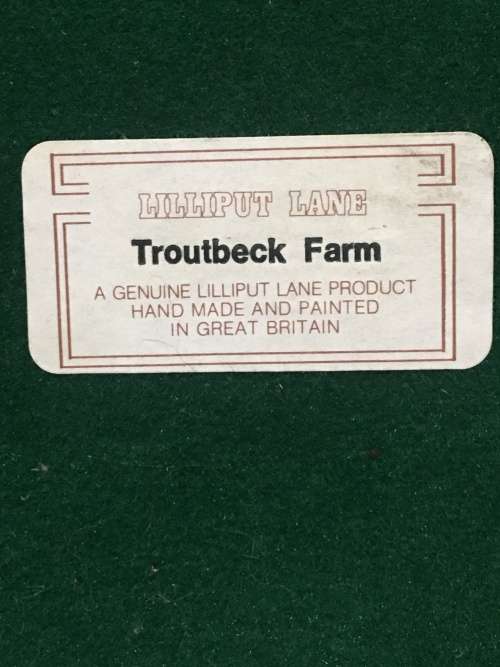 LILLIPUT LANE
Troutbeck Farm
A GENUINE LILLIPUT LANE PRODUCT
HAND MADE AND PAINTED
IN GREAT BRITAIN